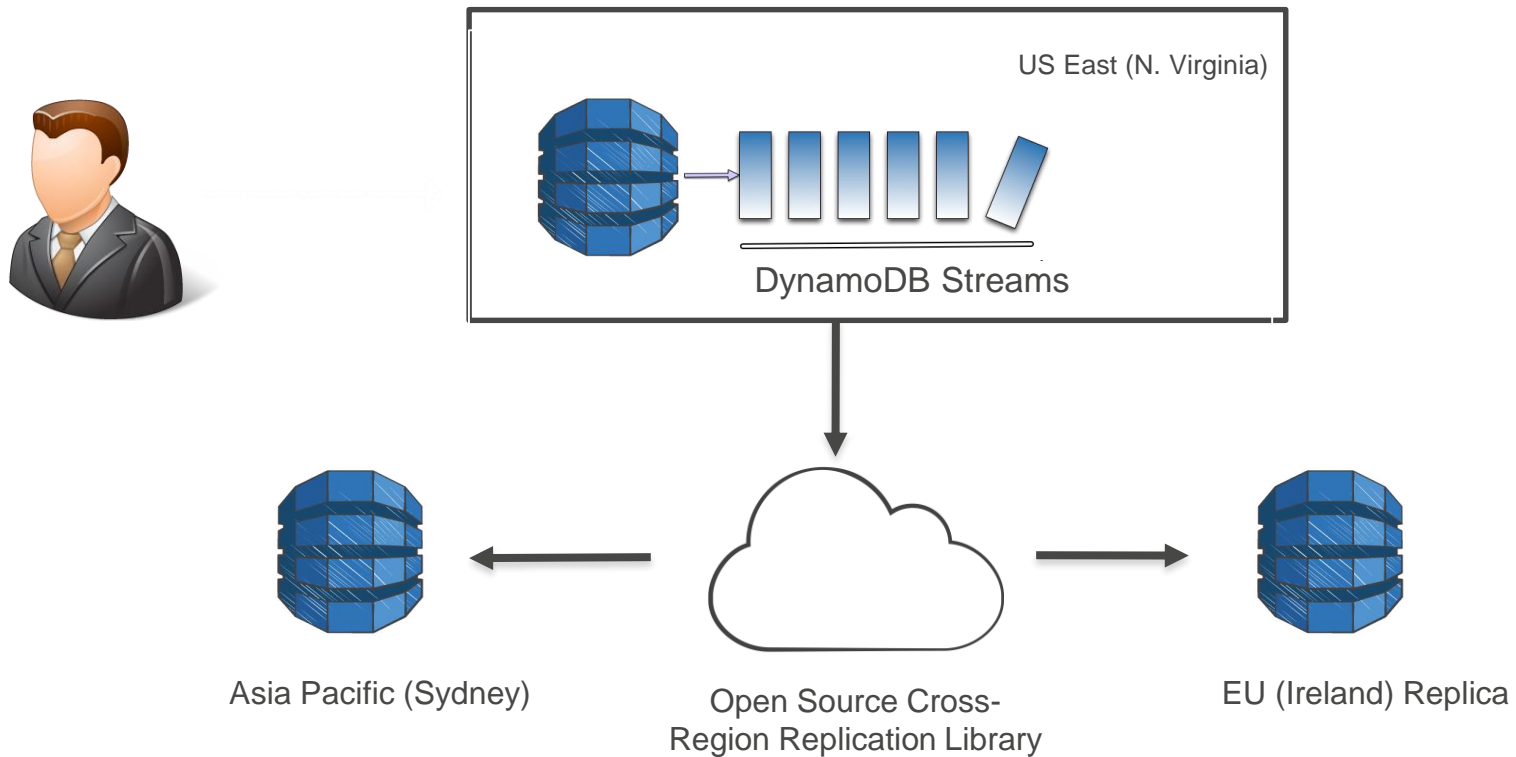 US East (N. Virginia)
DynamoDB Streams
Asia Pacific (Sydney)
Open Source Cross-
Region Replication Library
EU (Ireland) Replica